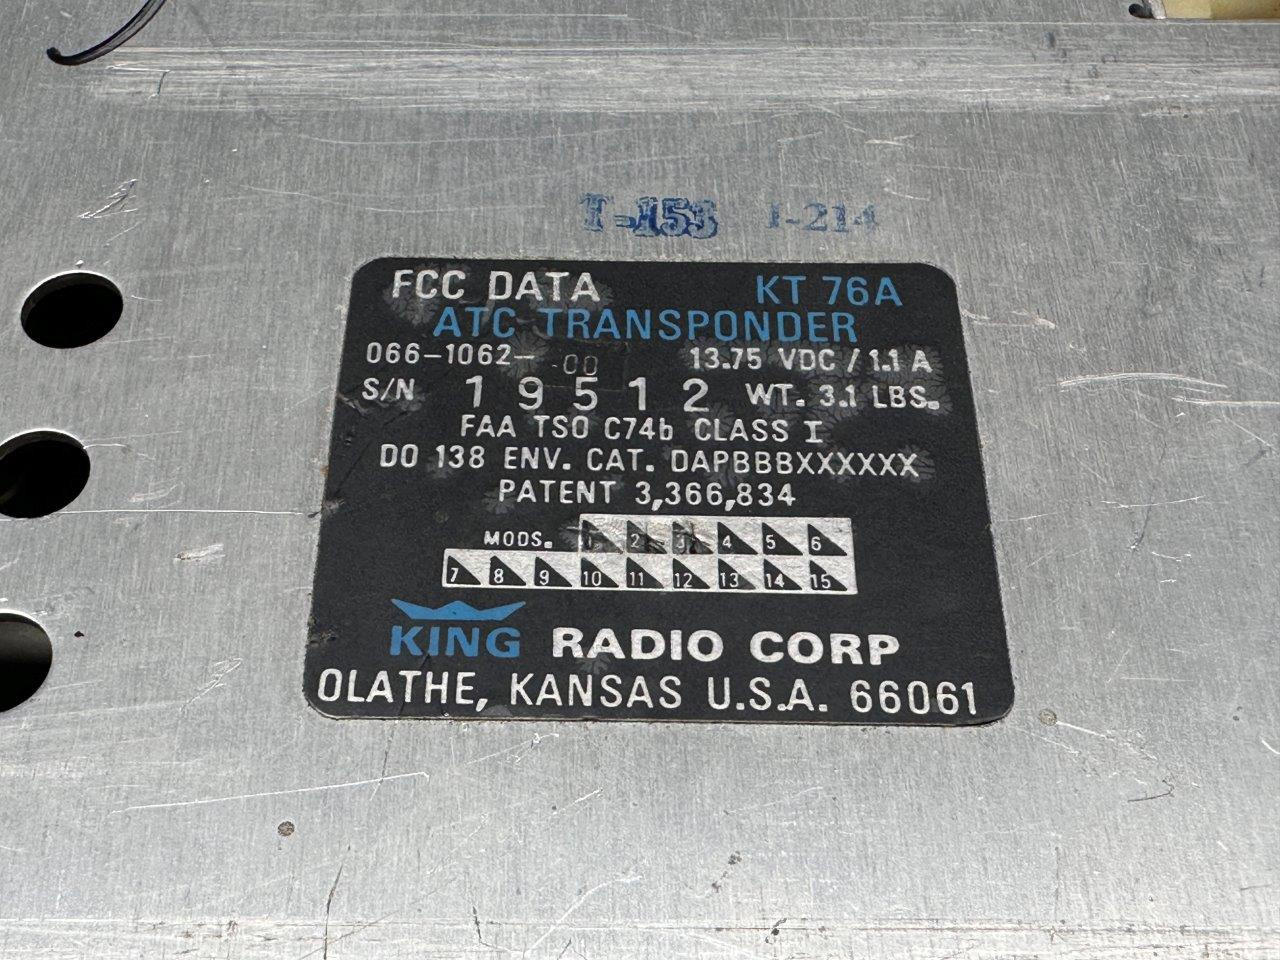 T-153 I-214
FCC DATA KT 76A
ATC TRANSPONDER
066-1062- 00 13.75 VDC / 1.1 A
S/N 19512 WT. 3.1 LBS.
FAA TSO C74b CLASS I
DO 138 ENV. CAT. DAPBBBXXXXXX
PATENT 3,366,834
MODS. 1 2 3 4 5 6
7 8 9 10 11 12 13 14 15
KING RADIO CORP
OLATHE, KANSAS U.S.A. 66061